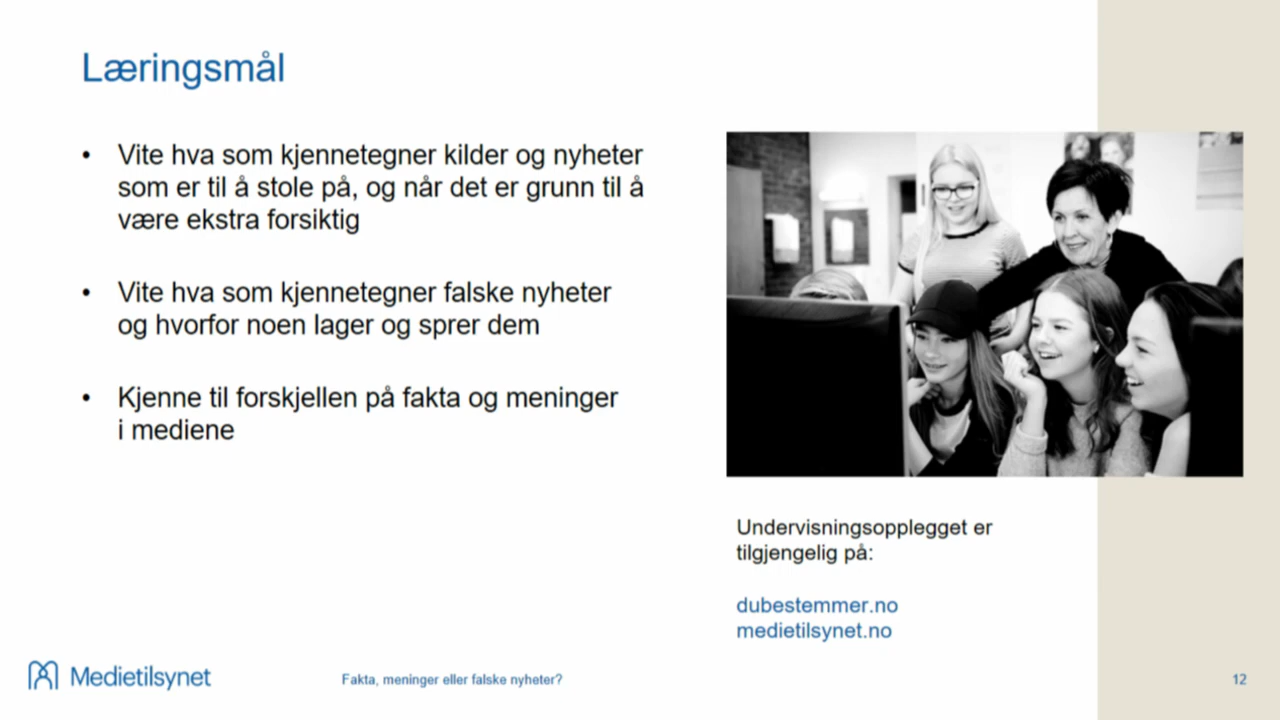 Læringsmål
• Vite hva som kjennetegner kilder og nyheter
som er til å stole på, og når det er grunn til å
være ekstra forsiktig
• Vite hva som kjennetegner falske nyheter
og hvorfor noen lager og sprer dem
• Kjenne til forskjellen på fakta og meninger
i mediene
Undervisningsopplegget er
tilgjengelig på:
dubestemmer.no
medietilsynet.no
Medietilsynet
Fakta, meninger eller falske nyheter?
12